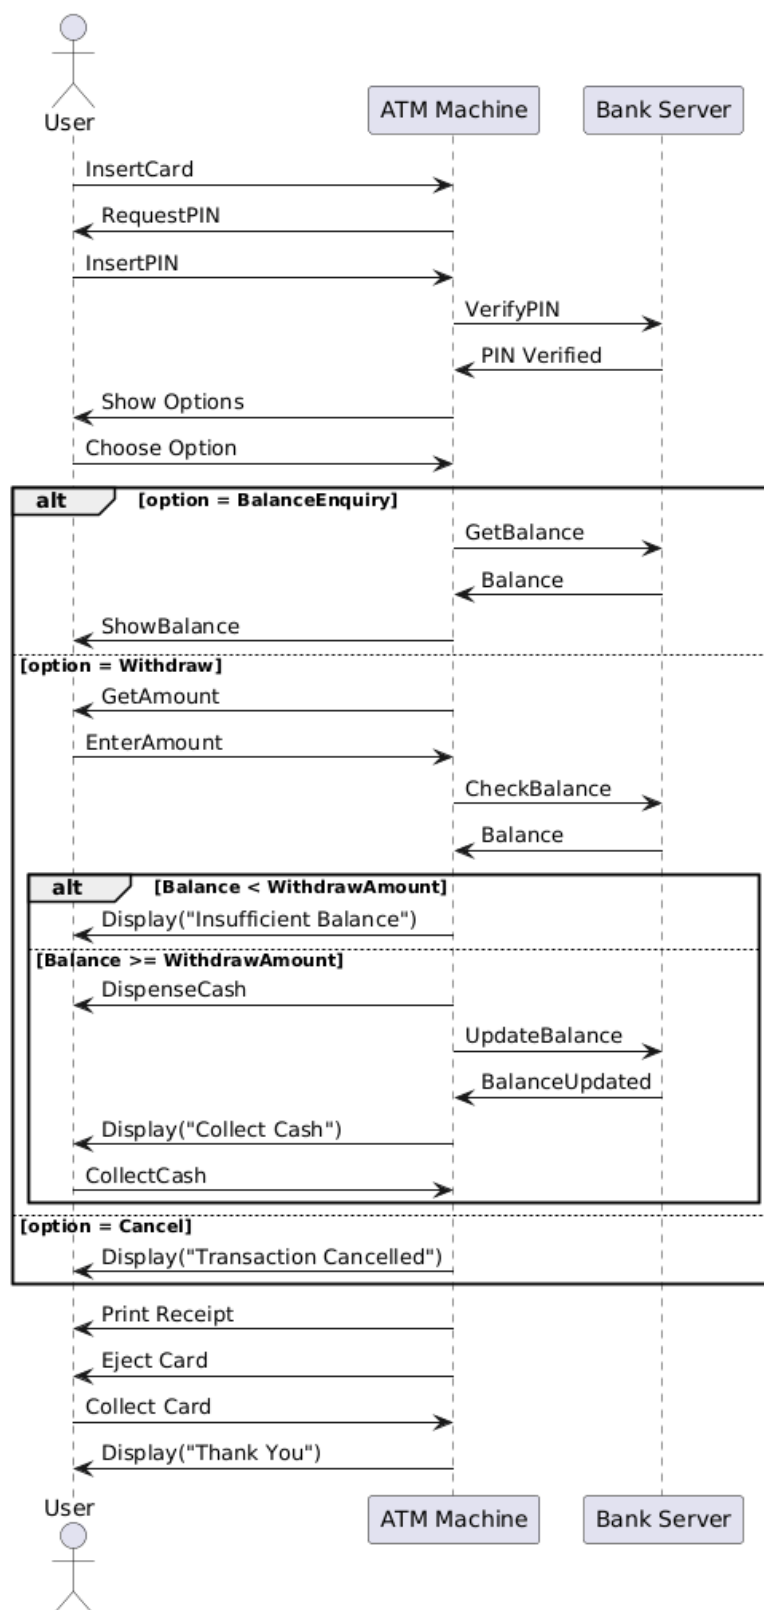 User
ATM Machine
Bank Server
InsertCard
RequestPIN
InsertPIN
VerifyPIN
PIN Verified
Show Options
Choose Option
alt [option = BalanceEnquiry]
GetBalance
Balance
ShowBalance
[option = Withdraw]
GetAmount
EnterAmount
CheckBalance
Balance
alt [Balance < WithdrawAmount]
Display("Insufficient Balance")
[Balance >= WithdrawAmount]
DispenseCash
UpdateBalance
BalanceUpdated
Display("Collect Cash")
CollectCash
[option = Cancel]
Display("Transaction Cancelled")
Print Receipt
Eject Card
Collect Card
Display("Thank You")
User
ATM Machine
Bank Server